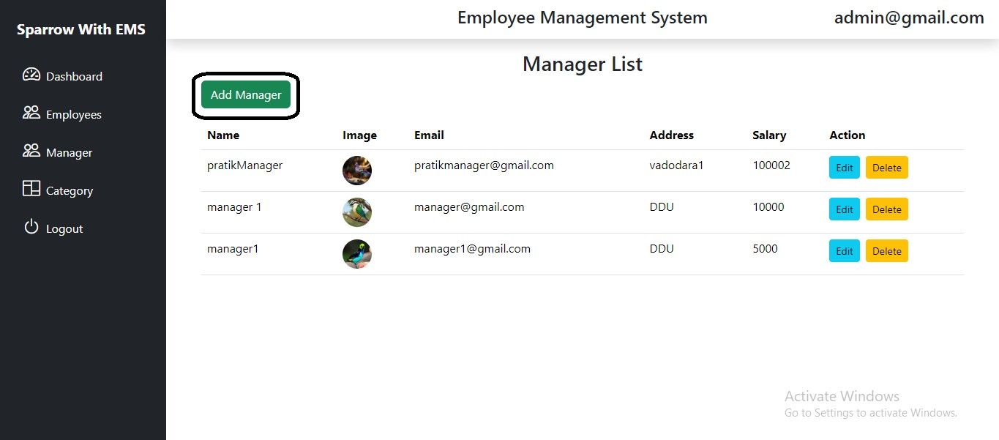 Sparrow With EMS
Dashboard
Employees
Manager
Category
Logout
Employee Management System admin@gmail.com
Manager List
Add Manager
Name Image Email Address Salary Action
pratikManager pratikmanager@gmail.com vadodara1 100002 Edit Delete
manager 1 manager@gmail.com DDU 10000 Edit Delete
manager1 manager1@gmail.com DDU 5000 Edit Delete
Activate Windows
Go to Settings to activate Windows.